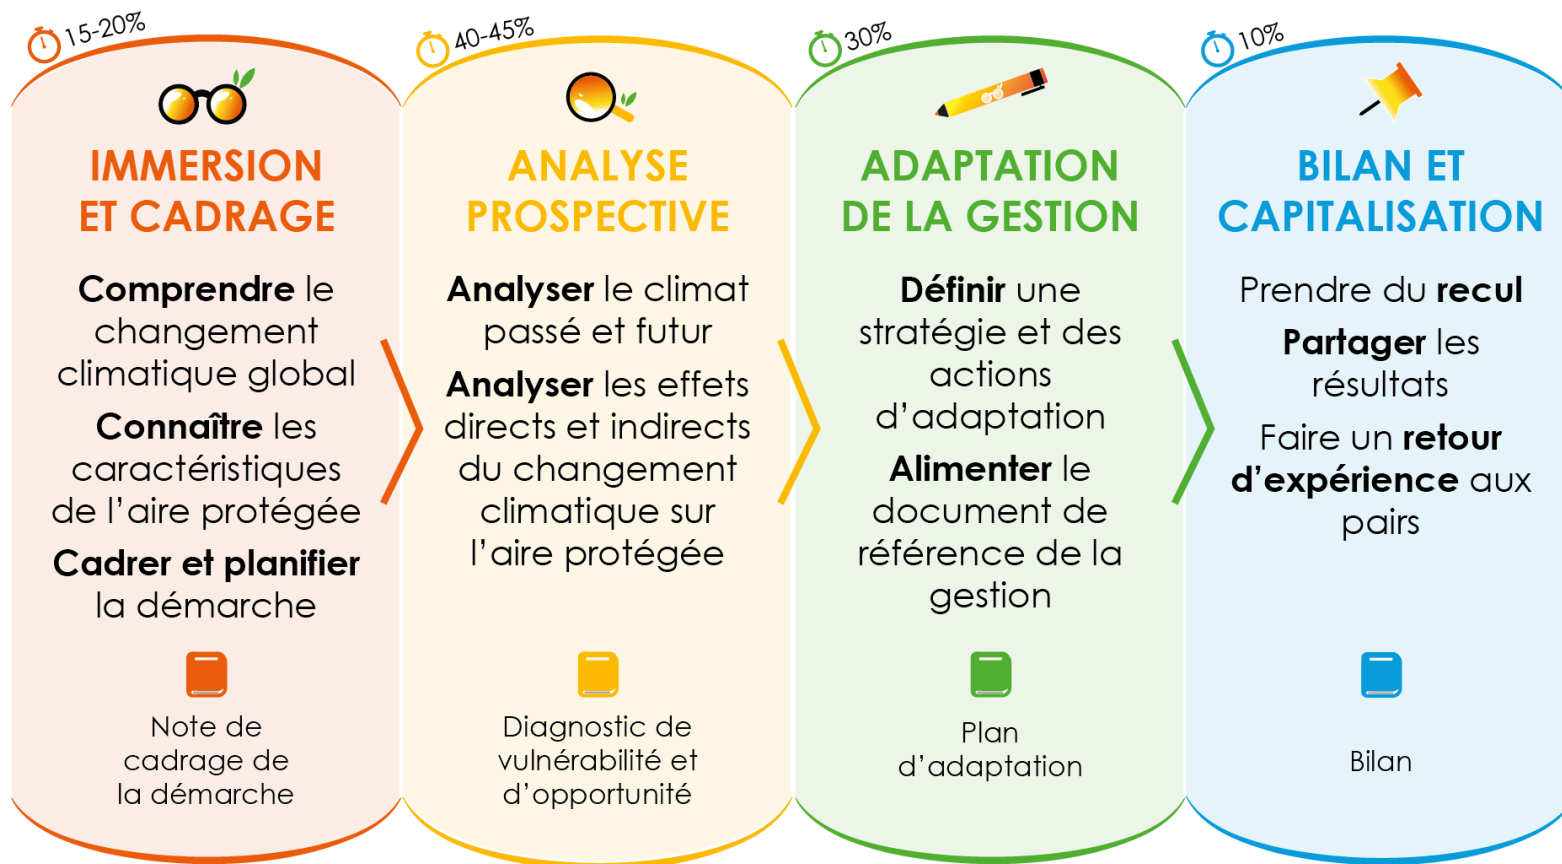 15-20%
IMMERSION
ET CADRAGE
Comprendre le
changement
climatique global
Connaître les
caractéristiques
de l’aire protégée
Cadrer et planifier
la démarche
Note de
cadrage de
la démarche
40-45%
ANALYSE
PROSPECTIVE
Analyser le climat
passé et futur
Analyser les effets
directs et indirects
du changement
climatique sur
l’aire protégée
Diagnostic de
vulnérabilité et
d’opportunité
30%
ADAPTATION
DE LA GESTION
Définir une
stratégie et des
actions
d’adaptation
Alimenter le
document de
référence de la
gestion
Plan
d’adaptation
10%
BILAN ET
CAPITALISATION
Prendre du recul
Partager les
résultats
Faire un retour
d’expérience aux
pairs
Bilan